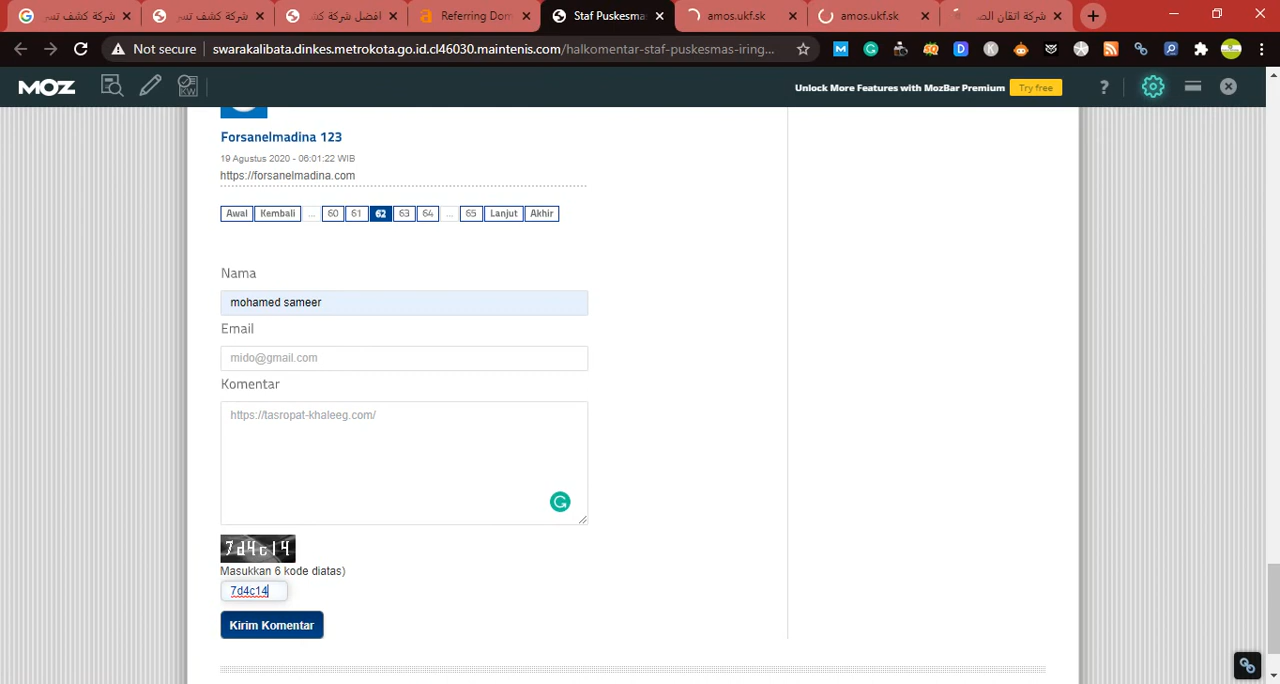 شركة كشف تسر
شركة كشف تسر
افضل شركة كش
Referring Dom
Staf Puskesmas
amos.ukf.sk
amos.ukf.sk
شركة اتقان الص
Not secure
swarakalibata.dinkes.metrokota.go.id.cl46030.maintenis.com/halkomentar-staf-puskesmas-iring...
MOZ
Unlock More Features with MozBar Premium
Try free
Forsanelmadina 123
19 Agustus 2020 - 06:01:22 WIB
https://forsanelmadina.com
Awal Kembali ... 60 61 62 63 64 ... 65 Lanjut Akhir
Nama
mohamed sameer
Email
mido@gmail.com
Komentar
https://tasropat-khaleeg.com/
7d4c14
Masukkan 6 kode diatas)
7d4c14
Kirim Komentar